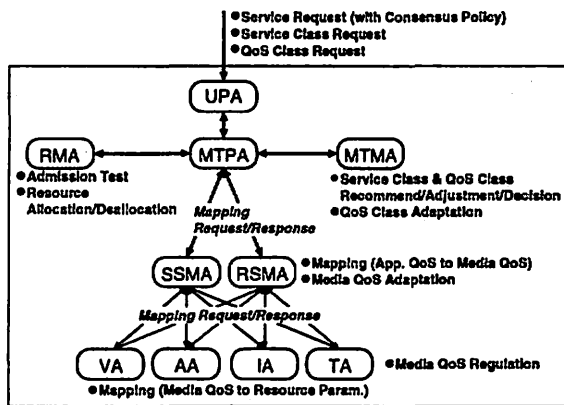 ●Service Request (with Consensus Policy)
●Service Class Request
●QoS Class Request
UPA
RMA
MTPA
MTMA
●Admission Test
●Resource
Allocation/Deallocation
●Service Class & QoS Class
Recommend/Adjustment/Decision
●QoS Class Adaptation
Mapping
Request/Response
SSMA
RSMA
●Mapping (App. QoS to Media QoS)
●Media QoS Adaptation
Mapping Request/Response
VA
AA
IA
TA
●Media QoS Regulation
●Mapping (Media QoS to Resource Param.)